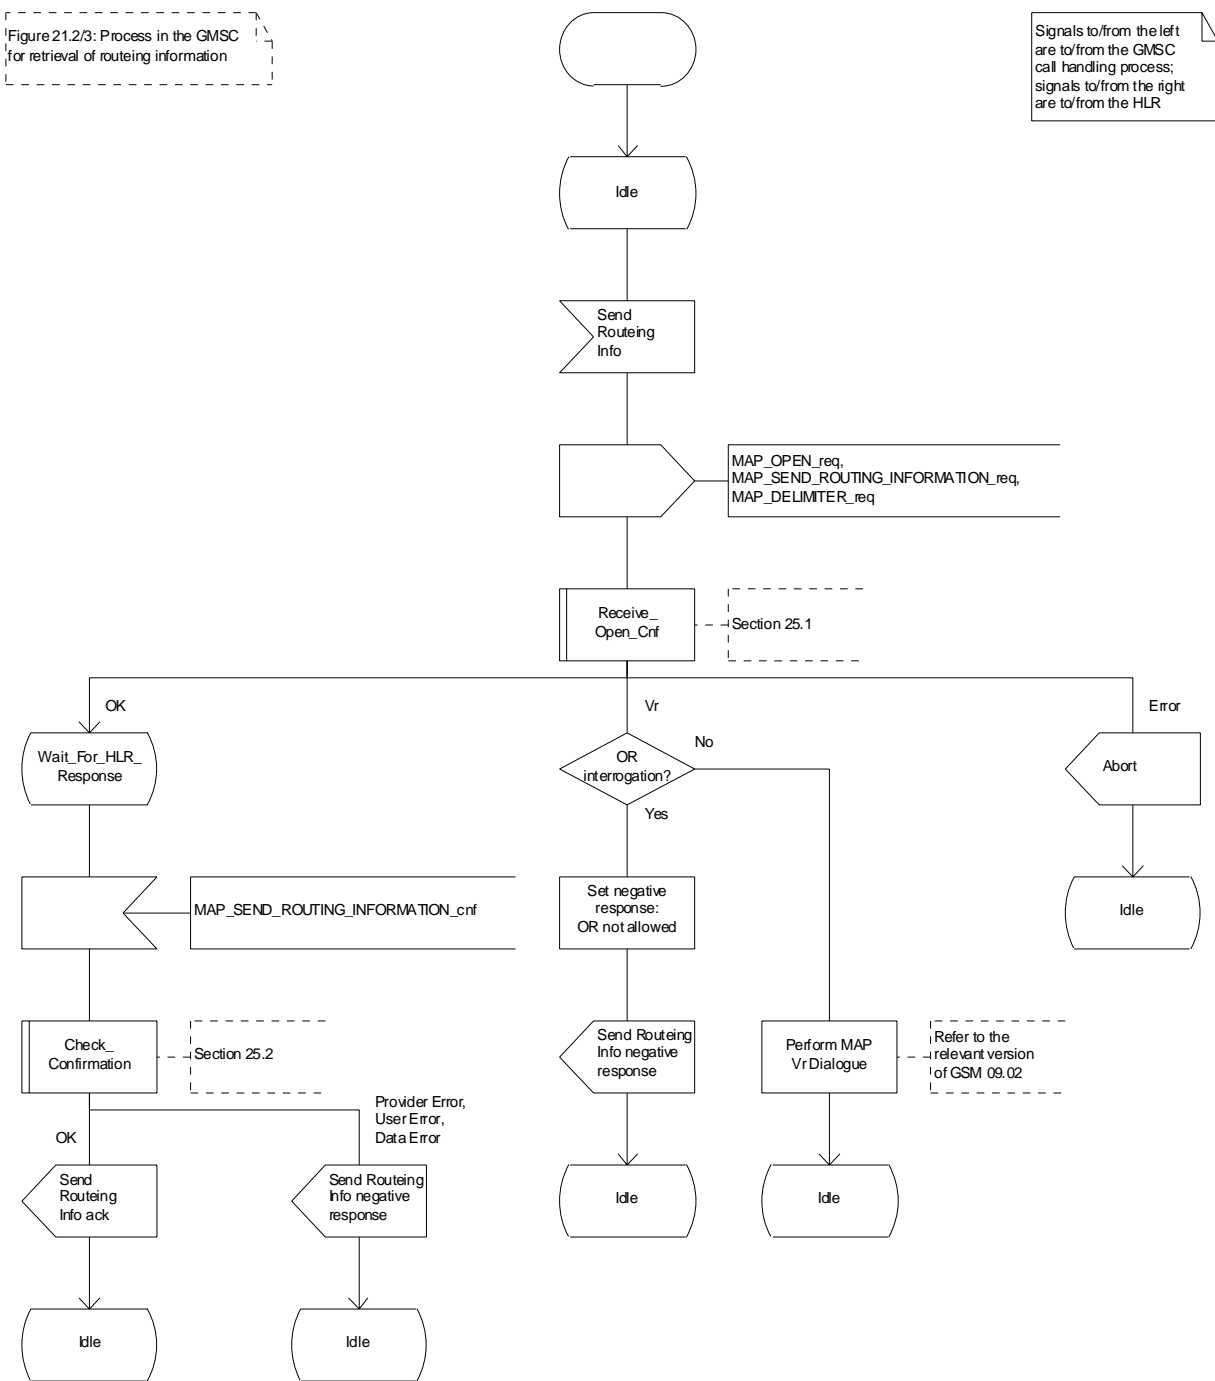 Figure 21.2/3: Process in the GMSC
for retrieval of routeing information
Signals to/from the left
are to/from the GMSC
call handling process;
signals to/from the right
are to/from the HLR
Idle
Send
Routeing
Info
MAP_OPEN_req,
MAP_SEND_ROUTING_INFORMATION_req,
MAP_DELIMITER_req
Receive_
Open_Cnf
Section 25.1
OK
Vr
Error
Wait_For_HLR_
Response
OR
interrogation?
No
Yes
Abort
MAP_SEND_ROUTING_INFORMATION_cnf
Set negative
response:
OR not allowed
Idle
Check_
Confirmation
Section 25.2
Send Routeing
Info negative
response
Perform MAP
Vr Dialogue
Refer to the
relevant version
of GSM 09.02
OK
Provider Error,
User Error,
Data Error
Send
Routeing
Info ack
Send Routeing
Info negative
response
Idle
Idle
Idle
Idle